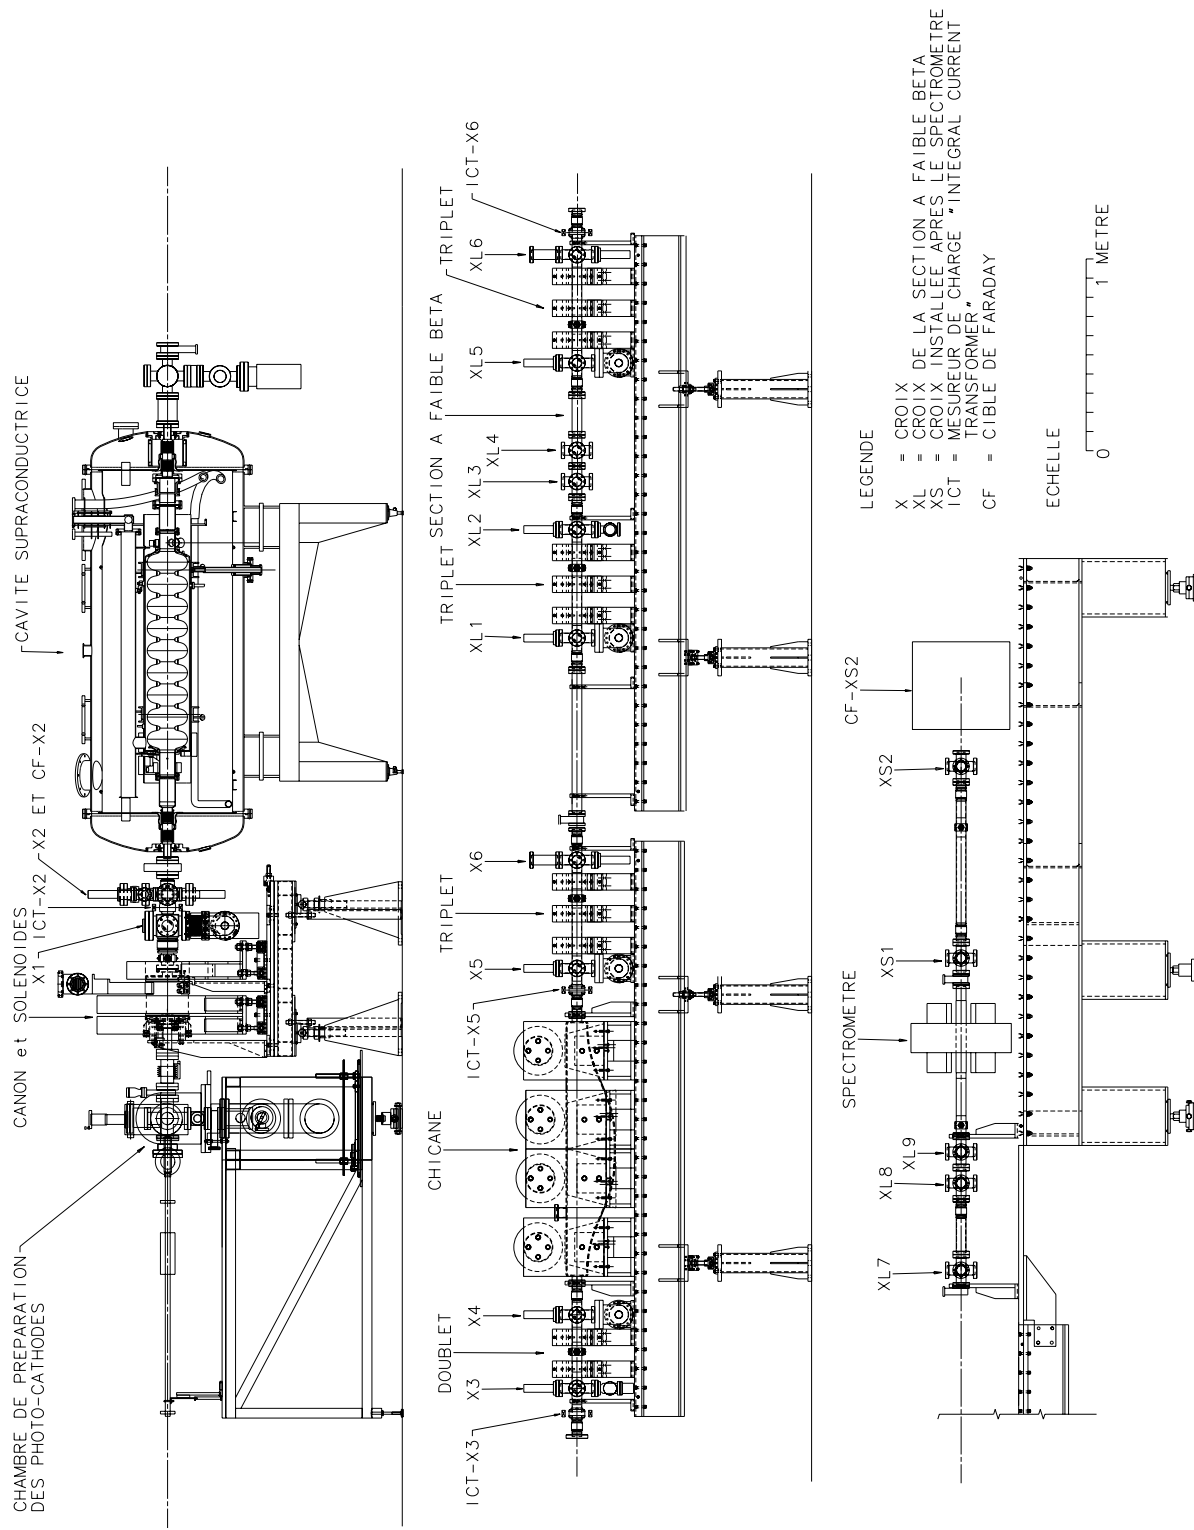 CHAMBRE DE PREPARATION
DES PHOTO-CATHODES
CANON et SOLENOIDES
X1
ICT-X2
X2 ET CF-X2
CAVITE SUPRACONDUCTRICE
ICT-X3
X3
DOUBLET
X4
CHICANE
ICT-X5
X5
TRIPLET
X6
XL1
TRIPLET
XL2
SECTION A FAIBLE BETA
XL3
XL4
XL5
TRIPLET
XL6
ICT-X6
XL7
XL8
XL9
SPECTROMETRE
XS1
XS2
CF-XS2
LEGENDE
X = CROIX
XL = CROIX DE LA SECTION A FAIBLE BETA
XS = CROIX INSTALLEE APRES LE SPECTROMETRE
ICT = MESUREUR DE CHARGE "INTEGRAL CURRENT
TRANSFORMER"
CF = CIBLE DE FARADAY
ECHELLE
0 1 METRE